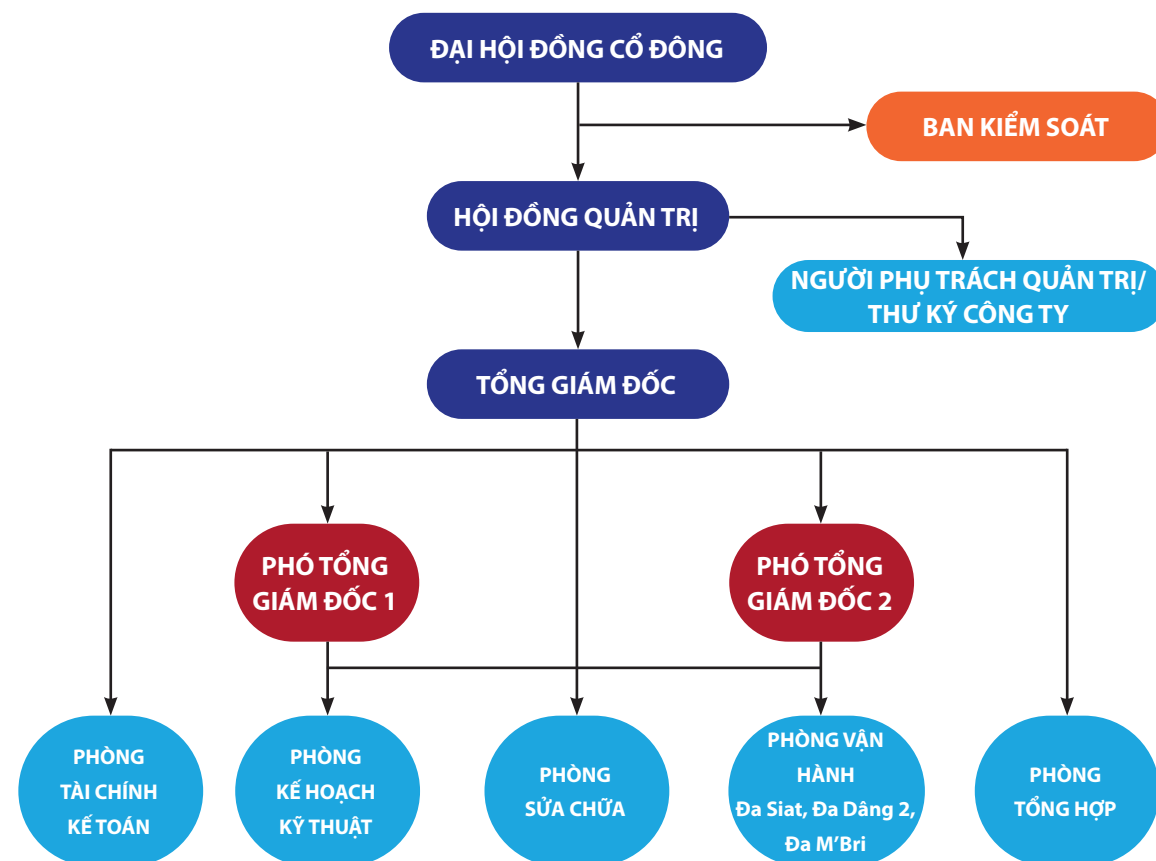 ĐẠI HỘI ĐỒNG CỔ ĐÔNG
BAN KIỂM SOÁT
HỘI ĐỒNG QUẢN TRỊ
NGƯỜI PHỤ TRÁCH QUẢN TRỊ/
THƯ KÝ CÔNG TY
TỔNG GIÁM ĐỐC
PHÓ TỔNG
GIÁM ĐỐC 1
PHÓ TỔNG
GIÁM ĐỐC 2
PHÒNG
TÀI CHÍNH
KẾ TOÁN
PHÒNG
KẾ HOẠCH
KỸ THUẬT
PHÒNG
SỬA CHỮA
PHÒNG VẬN
HÀNH
Đa Siat, Đa Dâng 2,
Đa M’Bri
PHÒNG
TỔNG HỢP